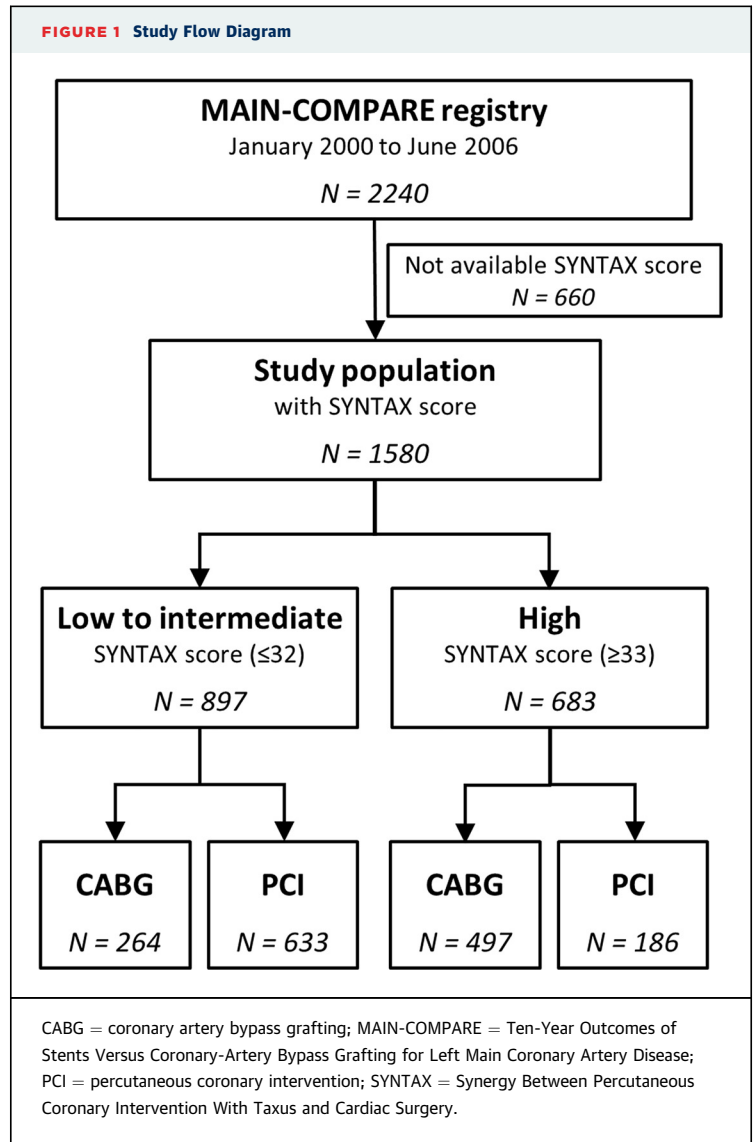 FIGURE 1 Study Flow Diagram
MAIN-COMPARE registry
January 2000 to June 2006
N = 2240
Not available SYNTAX score
N = 660
Study population
with SYNTAX score
N = 1580
Low to intermediate
SYNTAX score (≤32)
N = 897
High
SYNTAX score (≥33)
N = 683
CABG
N = 264
PCI
N = 633
CABG
N = 497
PCI
N = 186
CABG = coronary artery bypass grafting; MAIN-COMPARE = Ten-Year Outcomes of
Stents Versus Coronary-Artery Bypass Grafting for Left Main Coronary Artery Disease;
PCI = percutaneous coronary intervention; SYNTAX = Synergy Between Percutaneous
Coronary Intervention With Taxus and Cardiac Surgery.